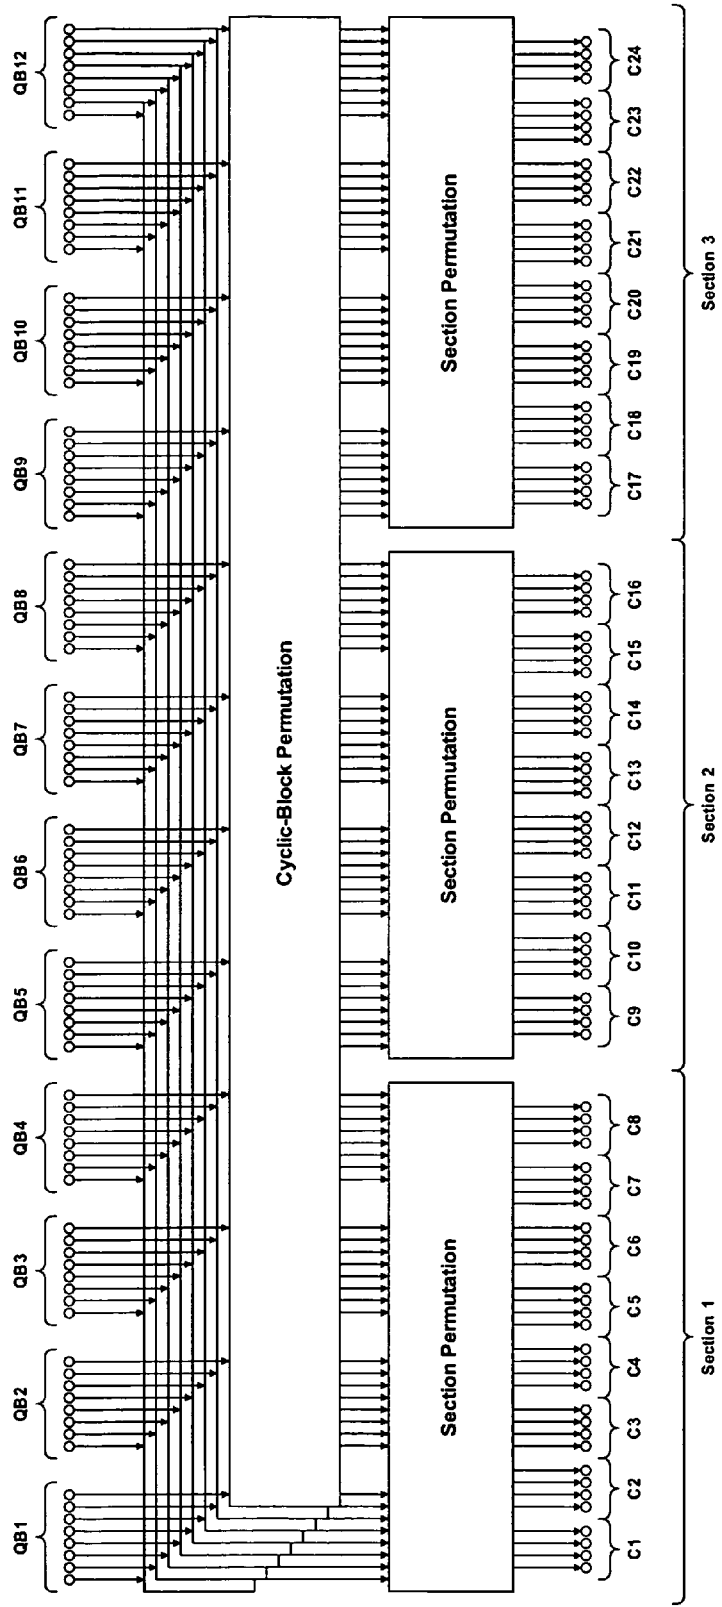 QB1 QB2 QB3 QB4 QB5 QB6 QB7 QB8 QB9 QB10 QB11 QB12
Cyclic-Block Permutation
Section Permutation Section Permutation Section Permutation
C1 C2 C3 C4 C5 C6 C7 C8 C9 C10 C11 C12 C13 C14 C15 C16 C17 C18 C19 C20 C21 C22 C23 C24
Section 1 Section 2 Section 3